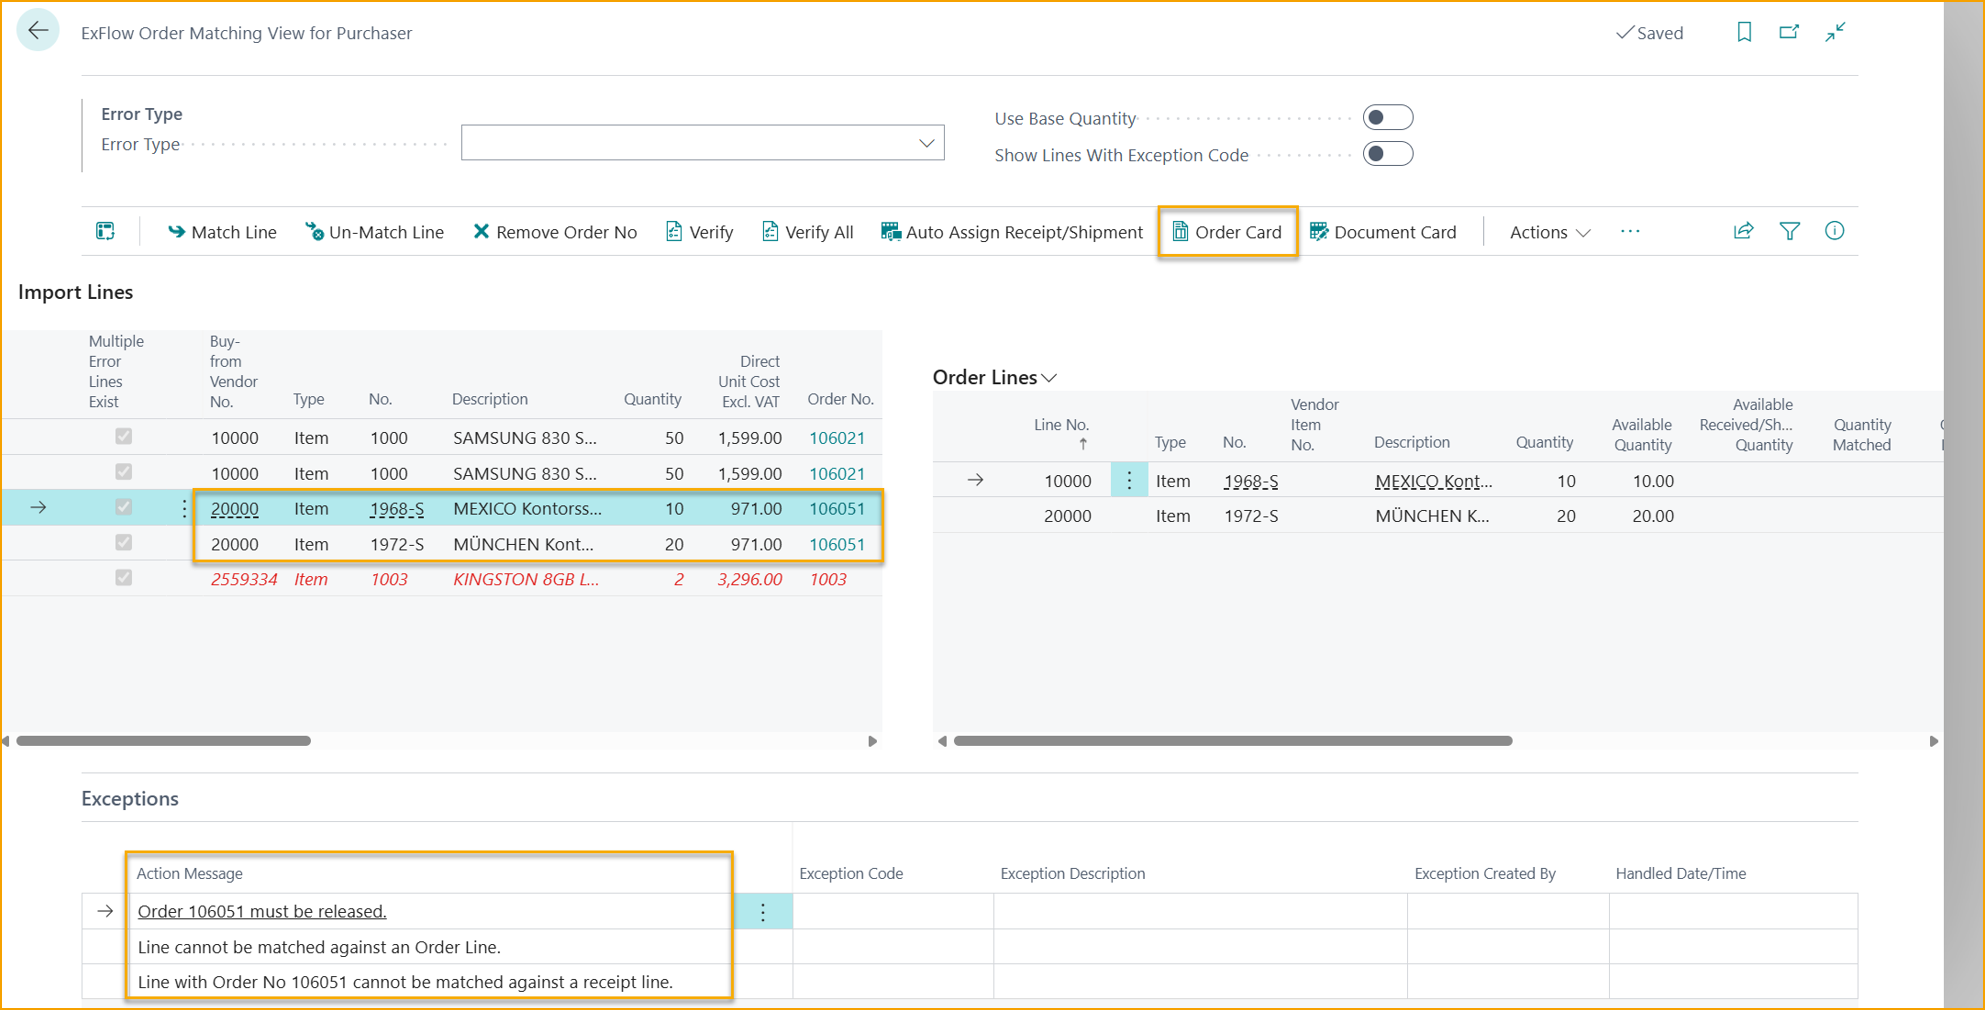 ExFlow Order Matching View for Purchaser
Saved
Error Type
Error Type
Use Base Quantity
Show Lines With Exception Code
Match Line
Un-Match Line
Remove Order No
Verify
Verify All
Auto Assign Receipt/Shipment
Order Card
Document Card
Actions
Import Lines
Multiple Error Lines Exist
Buy-from Vendor No.
Type
No.
Description
Quantity
Direct Unit Cost Excl. VAT
Order No.
10000 Item 1000 SAMSUNG 830 S... 50 1,599.00 106021
10000 Item 1000 SAMSUNG 830 S... 50 1,599.00 106021
20000 Item 1968-S MEXICO Kontorss... 10 971.00 106051
20000 Item 1972-S MÜNCHEN Kont... 20 971.00 106051
2559334 Item 1003 KINGSTON 8GB L... 2 3,296.00 1003
Order Lines
Line No.
Type
No.
Vendor Item No.
Description
Quantity
Available Quantity
Available Received/Sh... Quantity
Quantity Matched
10000 Item 1968-S MEXICO Kont... 10 10.00
20000 Item 1972-S MÜNCHEN K... 20 20.00
Exceptions
Action Message
Exception Code
Exception Description
Exception Created By
Handled Date/Time
Order 106051 must be released.
Line cannot be matched against an Order Line.
Line with Order No 106051 cannot be matched against a receipt line.